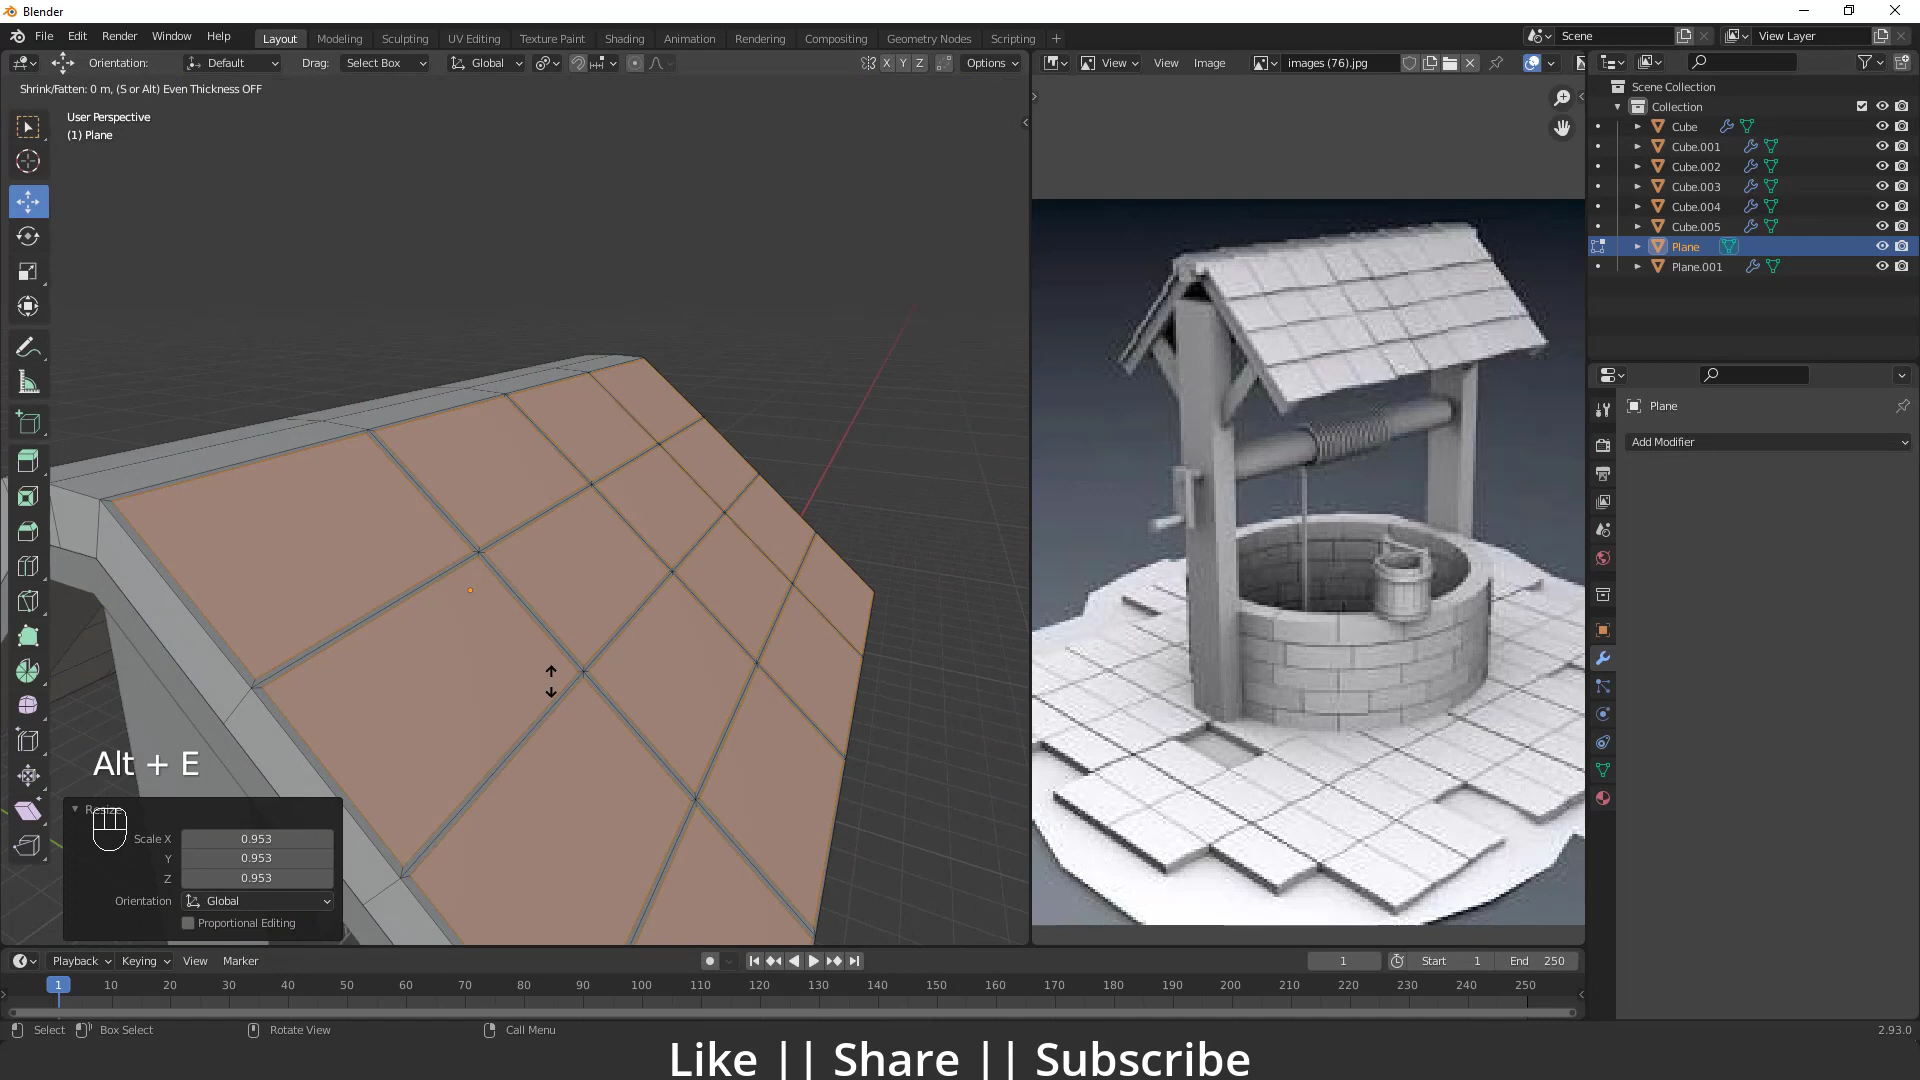 Blender
File Edit Render Window Help
Layout Modeling Sculpting UV Editing Texture Paint Shading Animation Rendering Compositing Geometry Nodes Scripting +
Scene
View Layer
Orientation: Default Drag: Select Box Global X Y Z Options
View View Image images (76).jpg
Shrink/Fatten: 0 m, (S or Alt) Even Thickness OFF
User Perspective
(1) Plane
Scene Collection
Collection
Cube
Cube.001
Cube.002
Cube.003
Cube.004
Cube.005
Plane
Plane.001
Plane
Add Modifier
Alt + E
Resize
Scale X 0.953
Y 0.953
Z 0.953
Orientation Global
Proportional Editing
Playback Keying View Marker
1 Start 1 End 250
1 10 20 30 40 50 60 70 80 90 100 110 120 130 140 150 160 170 180 190 200 210 220 230 240 250
Select Box Select Rotate View Call Menu 2.93.0
Like || Share || Subscribe